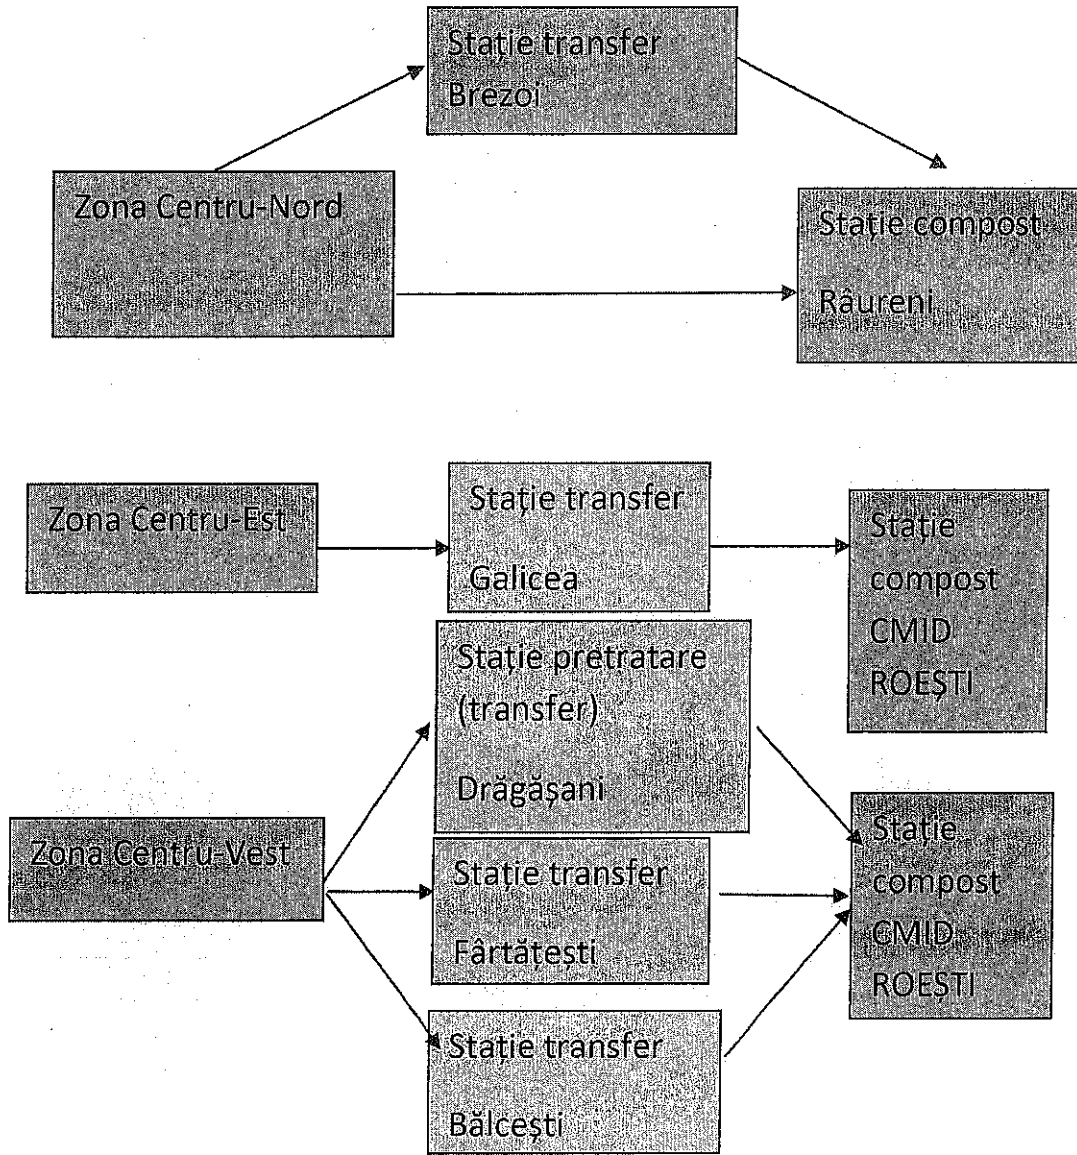 Stație transfer
Brezoi
Zona Centru-Nord
Stație compost
Râureni
Zona Centru-Est
Stație transfer
Galicea
Stație
compost
CMID
ROEȘTI
Stație pretratare
(transfer)
Drăgășani
Zona Centru-Vest
Stație transfer
Fârtățești
Stație transfer
Bălcești
Stație
compost
CMID
ROEȘTI